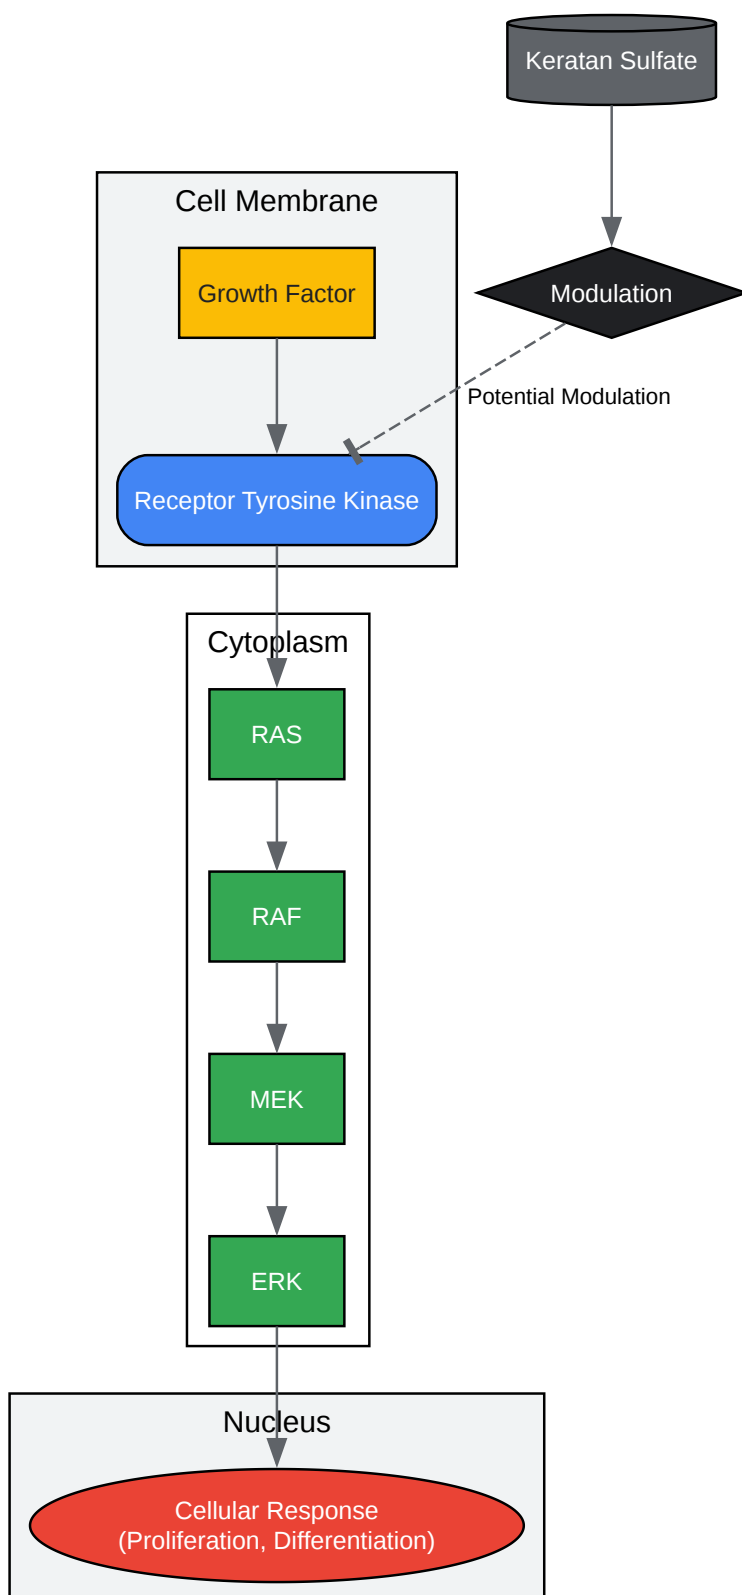 Keratan Sulfate
Cell Membrane
Growth Factor
Modulation
Potential Modulation
Receptor Tyrosine Kinase
Cytoplasm
RAS
RAF
MEK
ERK
Nucleus
Cellular Response
(Proliferation, Differentiation)